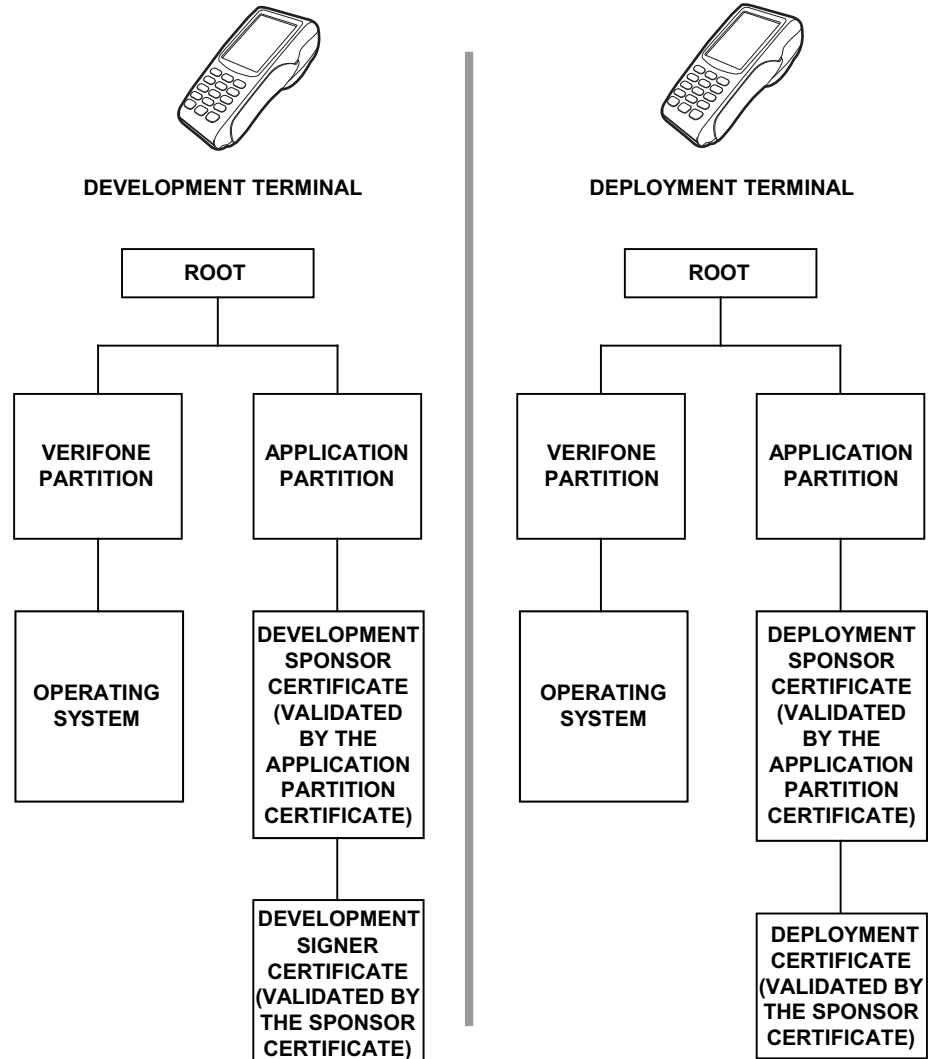 DEVELOPMENT TERMINAL
ROOT
VERIFONE
PARTITION
APPLICATION
PARTITION
OPERATING
SYSTEM
DEVELOPMENT
SPONSOR
CERTIFICATE
(VALIDATED
BY THE
APPLICATION
PARTITION
CERTIFICATE)
DEVELOPMENT
SIGNER
CERTIFICATE
(VALIDATED BY
THE SPONSOR
CERTIFICATE)
DEPLOYMENT TERMINAL
ROOT
VERIFONE
PARTITION
APPLICATION
PARTITION
OPERATING
SYSTEM
DEPLOYMENT
SPONSOR
CERTIFICATE
(VALIDATED
BY THE
APPLICATION
PARTITION
CERTIFICATE)
DEPLOYMENT
CERTIFICATE
(VALIDATED BY
THE SPONSOR
CERTIFICATE)